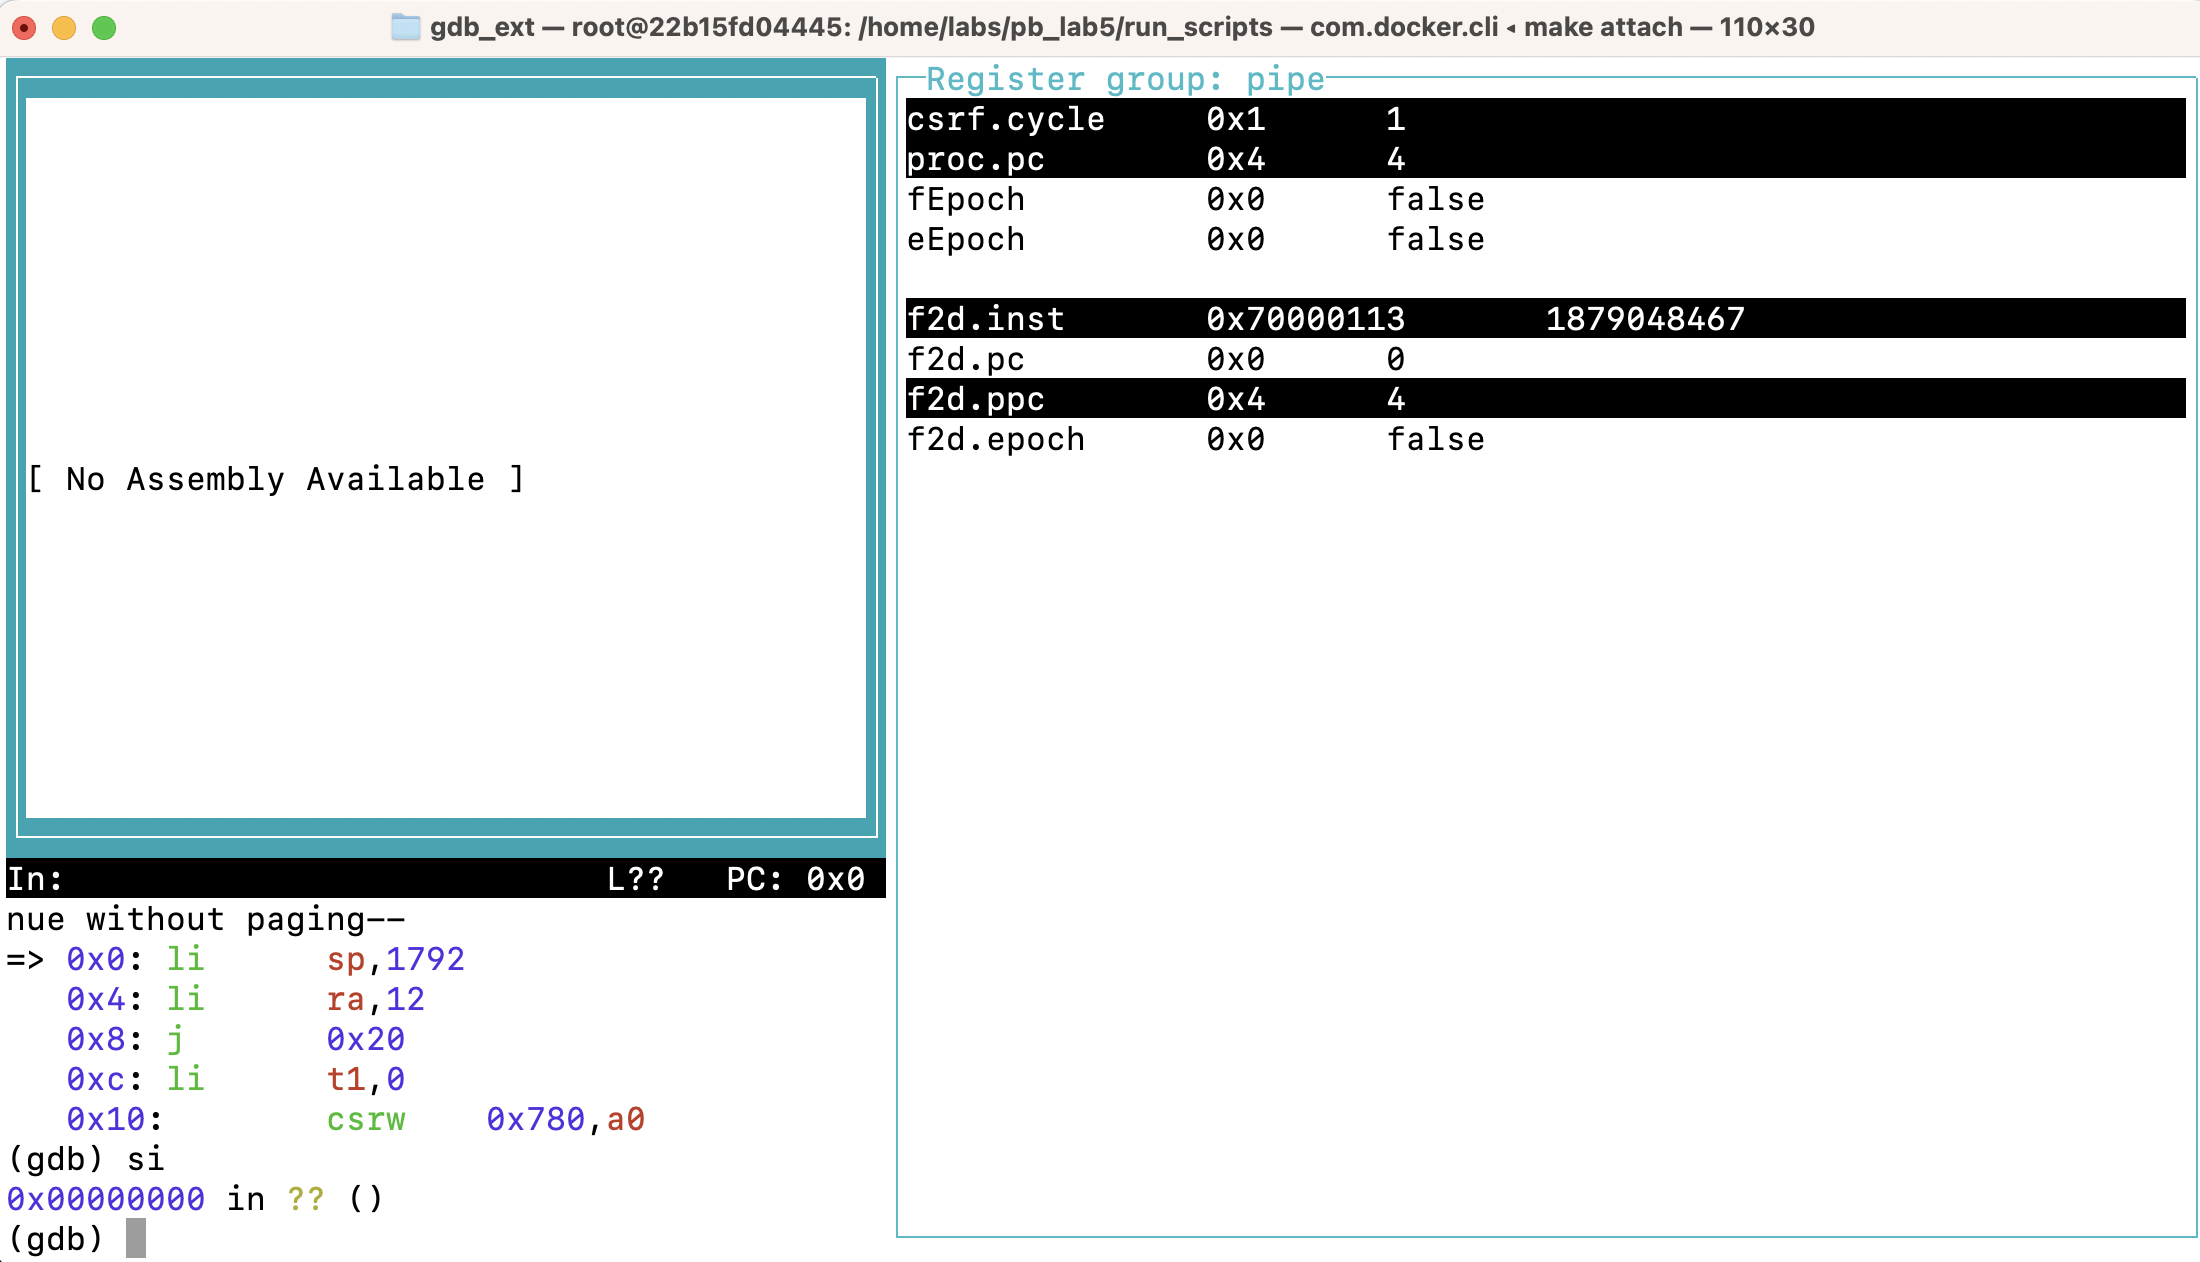 gdb_ext — root@22b15fd04445: /home/labs/pb_lab5/run_scripts — com.docker.cli ◂ make attach — 110×30
[ No Assembly Available ]
In: L?? PC: 0x0
nue without paging--
=> 0x0: li sp,1792
0x4: li ra,12
0x8: j 0x20
0xc: li t1,0
0x10: csrw 0x780,a0
(gdb) si
0x00000000 in ?? ()
(gdb)
Register group: pipe
csrf.cycle 0x1 1
proc.pc 0x4 4
fEpoch 0x0 false
eEpoch 0x0 false
f2d.inst 0x70000113 1879048467
f2d.pc 0x0 0
f2d.ppc 0x4 4
f2d.epoch 0x0 false